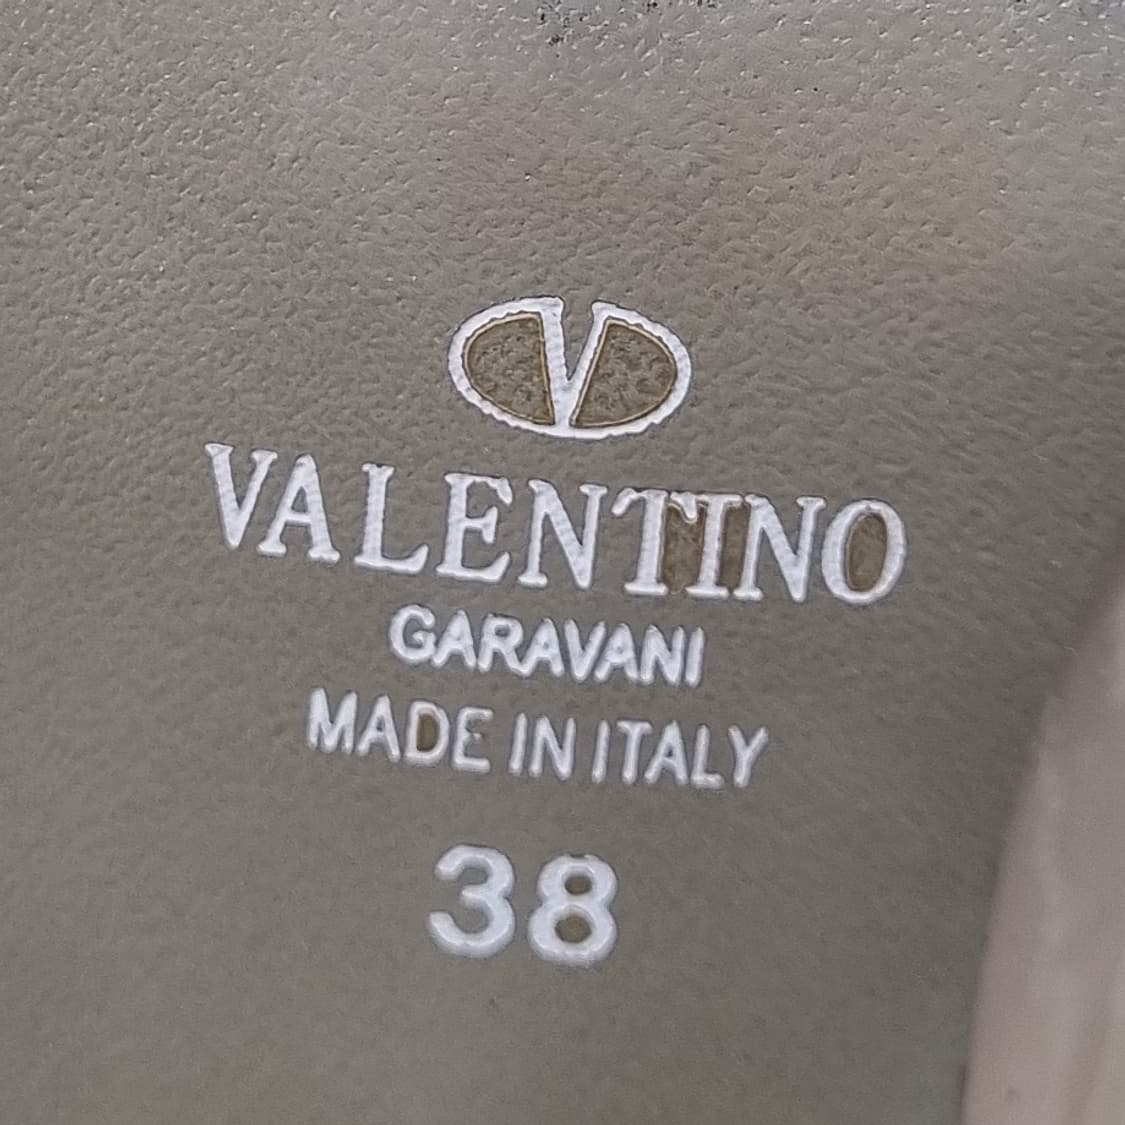 V
VALENTINO
GARAVANI
MADE IN ITALY
38